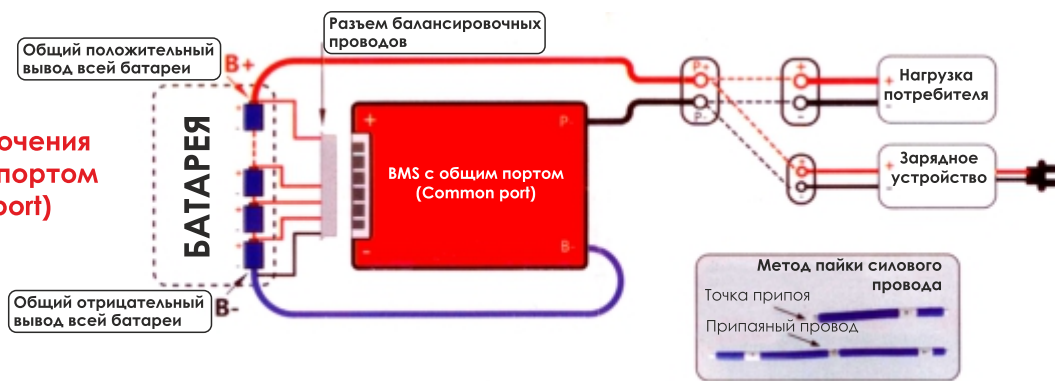 Разъем балансировочных
проводов
Общий положительный
вывод всей батареи
B+
P+
P-
+
-
Нагрузка
потребителя
+
-
БАТАРЕЯ
+
-
BMS с общим портом
(Common port)
P-
B-
очения
портом
port)
+
-
Зарядное
устройство
+
-
Общий отрицательный
вывод всей батареи
B-
Метод пайки силового
провода
Точка припоя
Припаяный провод